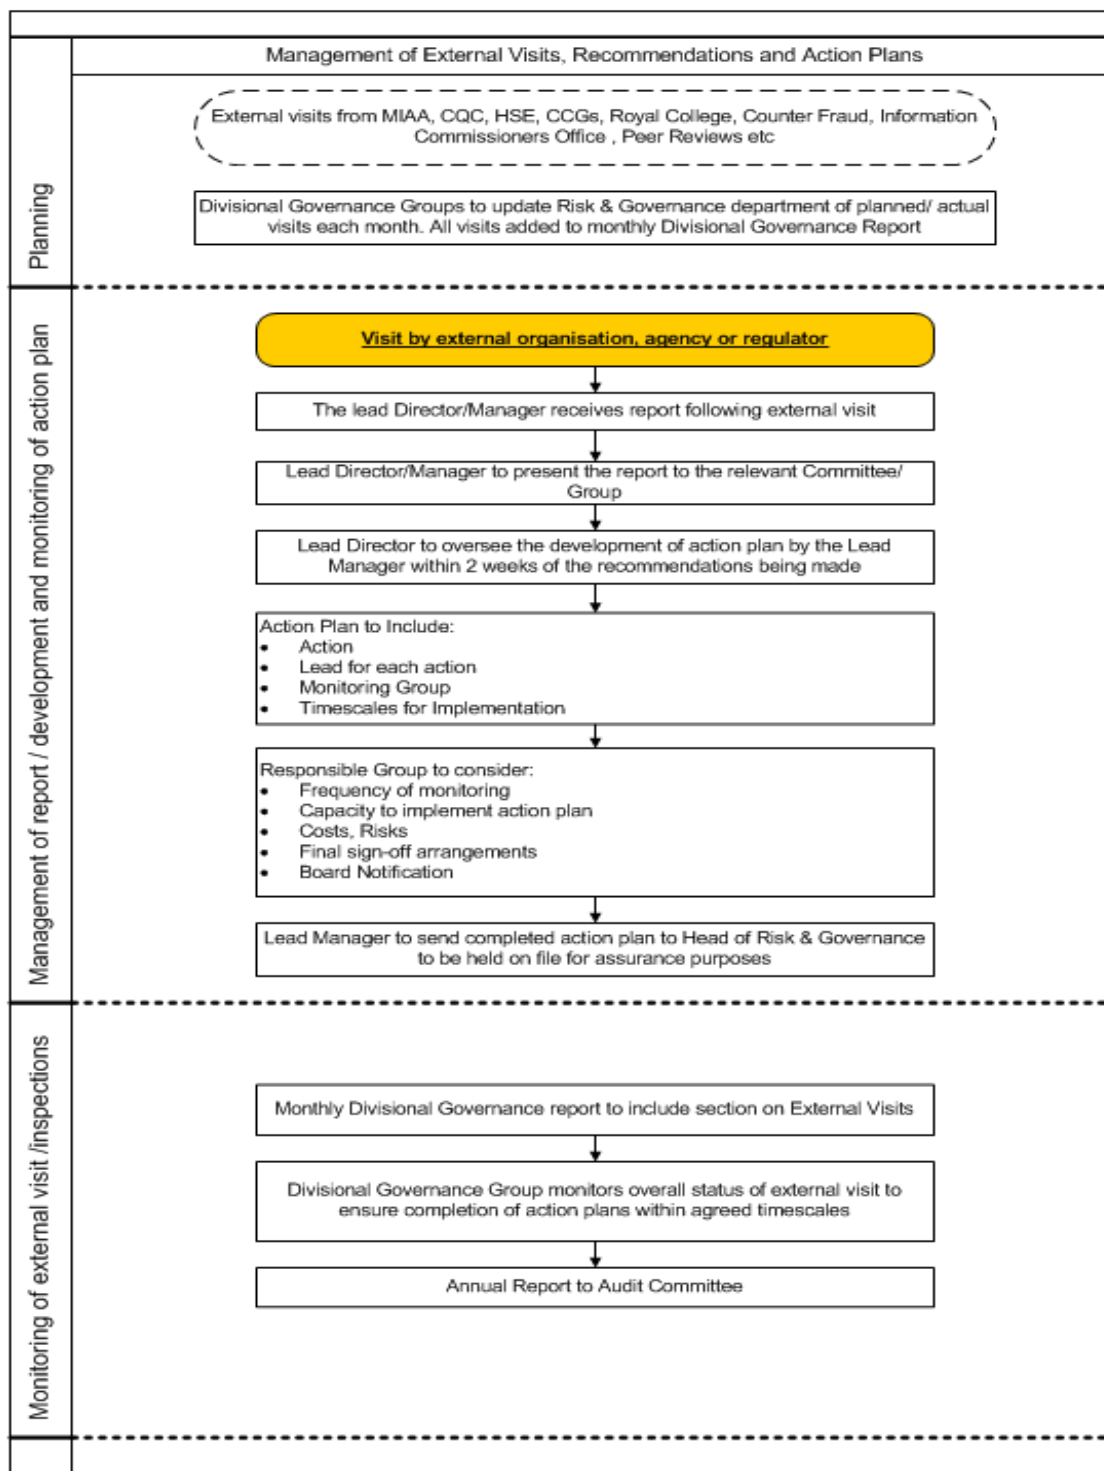 Management of External Visits, Recommendations and Action Plans
Planning
External visits from MIAA, CQC, HSE, CCGs, Royal College, Counter Fraud, Information
Commissioners Office , Peer Reviews etc
Divisional Governance Groups to update Risk & Governance department of planned/ actual
visits each month. All visits added to monthly Divisional Governance Report
Management of report / development and monitoring of action plan
Visit by external organisation, agency or regulator
The lead Director/Manager receives report following external visit
Lead Director/Manager to present the report to the relevant Committee/
Group
Lead Director to oversee the development of action plan by the Lead
Manager within 2 weeks of the recommendations being made
Action Plan to Include:
• Action
• Lead for each action
• Monitoring Group
• Timescales for Implementation
Responsible Group to consider:
• Frequency of monitoring
• Capacity to implement action plan
• Costs, Risks
• Final sign-off arrangements
• Board Notification
Lead Manager to send completed action plan to Head of Risk & Governance
to be held on file for assurance purposes
Monitoring of external visit /inspections
Monthly Divisional Governance report to include section on External Visits
Divisional Governance Group monitors overall status of external visit to
ensure completion of action plans within agreed timescales
Annual Report to Audit Committee